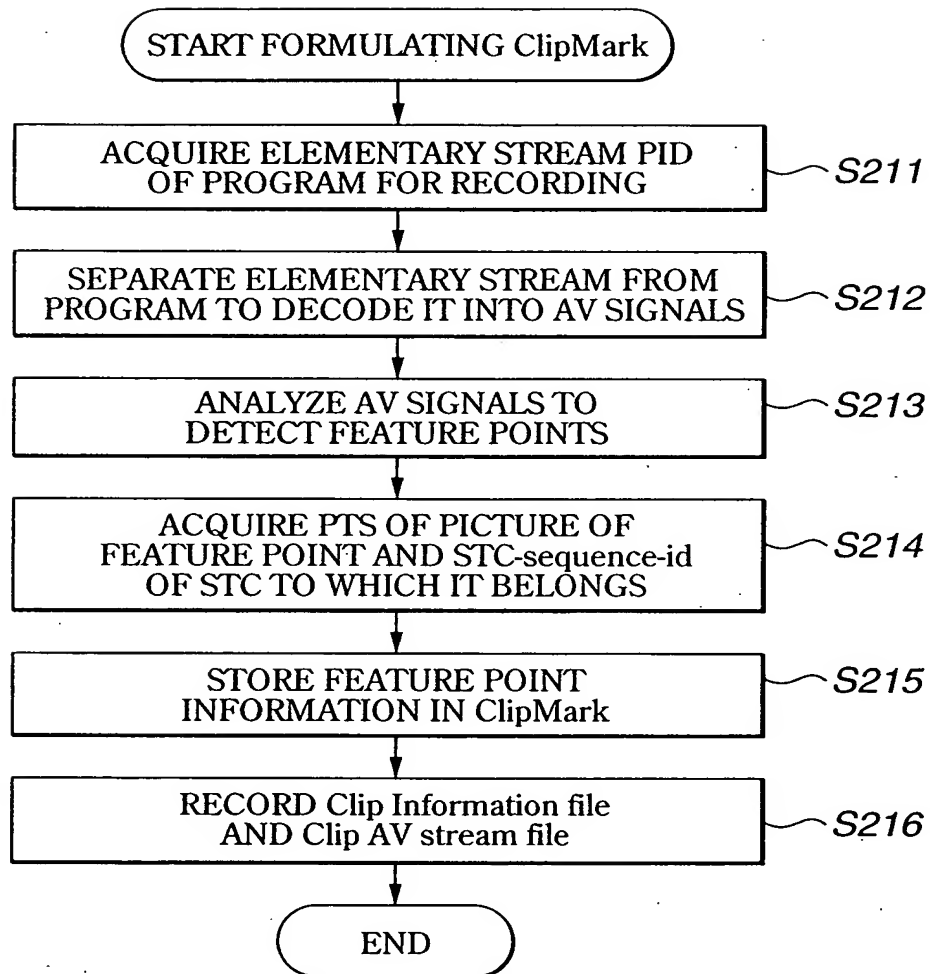 START FORMULATING ClipMark
ACQUIRE ELEMENTARY STREAM PID
OF PROGRAM FOR RECORDING
S211
SEPARATE ELEMENTARY STREAM FROM
PROGRAM TO DECODE IT INTO AV SIGNALS
S212
ANALYZE AV SIGNALS TO
DETECT FEATURE POINTS
S213
ACQUIRE PTS OF PICTURE OF
FEATURE POINT AND STC-sequence-id
OF STC TO WHICH IT BELONGS
S214
STORE FEATURE POINT
INFORMATION IN ClipMark
S215
RECORD Clip Information file
AND Clip AV stream file
S216
END